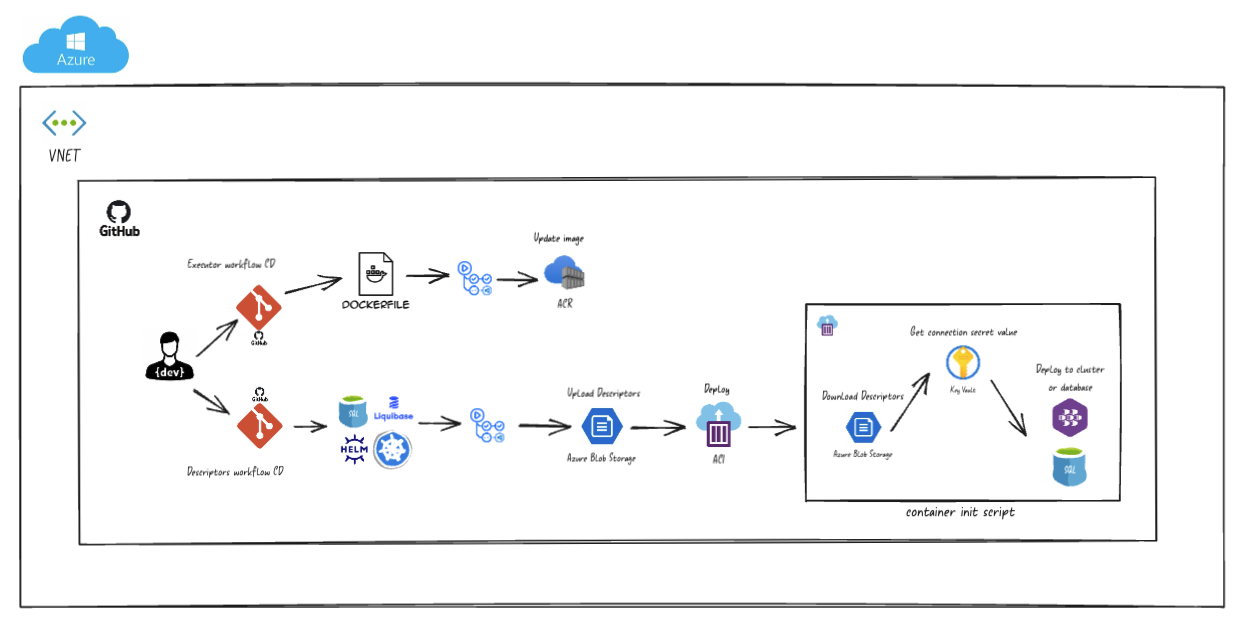 Azure
VNET
GitHub
Executor workflow CD
GitHub
DOCKERFILE
Update image
ACR
{dev}
GitHub
Descriptors workflow CD
SQL
Liquibase
HELM
Upload Descriptors
Azure Blob Storage
Deploy
ACI
Download Descriptors
Azure Blob Storage
Get connection secret value
Key Vault
Deploy to cluster
or database
SQL
container init script